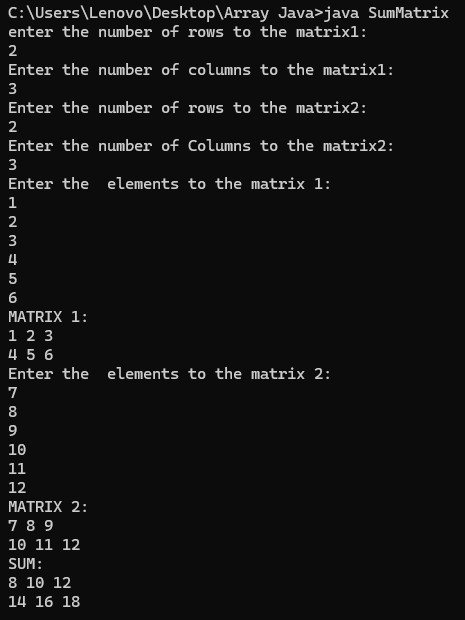 C:\Users\Lenovo\Desktop\Array Java>java SumMatrix
enter the number of rows to the matrix1:
2
Enter the number of columns to the matrix1:
3
Enter the number of rows to the matrix2:
2
Enter the number of Columns to the matrix2:
3
Enter the  elements to the matrix 1:
1
2
3
4
5
6
MATRIX 1:
1 2 3
4 5 6
Enter the  elements to the matrix 2:
7
8
9
10
11
12
MATRIX 2:
7 8 9
10 11 12
SUM:
8 10 12
14 16 18